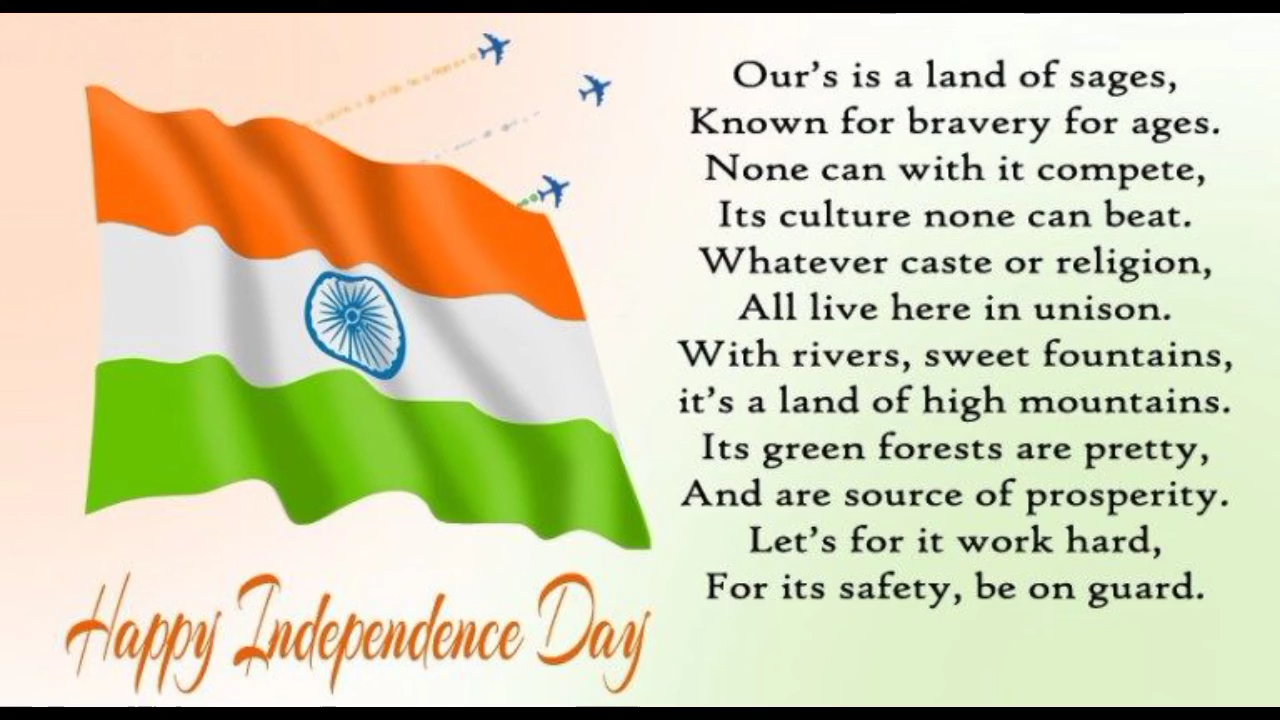 Our's is a land of sages,
Known for bravery for ages.
None can with it compete,
Its culture none can beat.
Whatever caste or religion,
All live here in unison.
With rivers, sweet fountains,
it's a land of high mountains.
Its green forests are pretty,
And are source of prosperity.
Let's for it work hard,
For its safety, be on guard.
Happy Independence Day